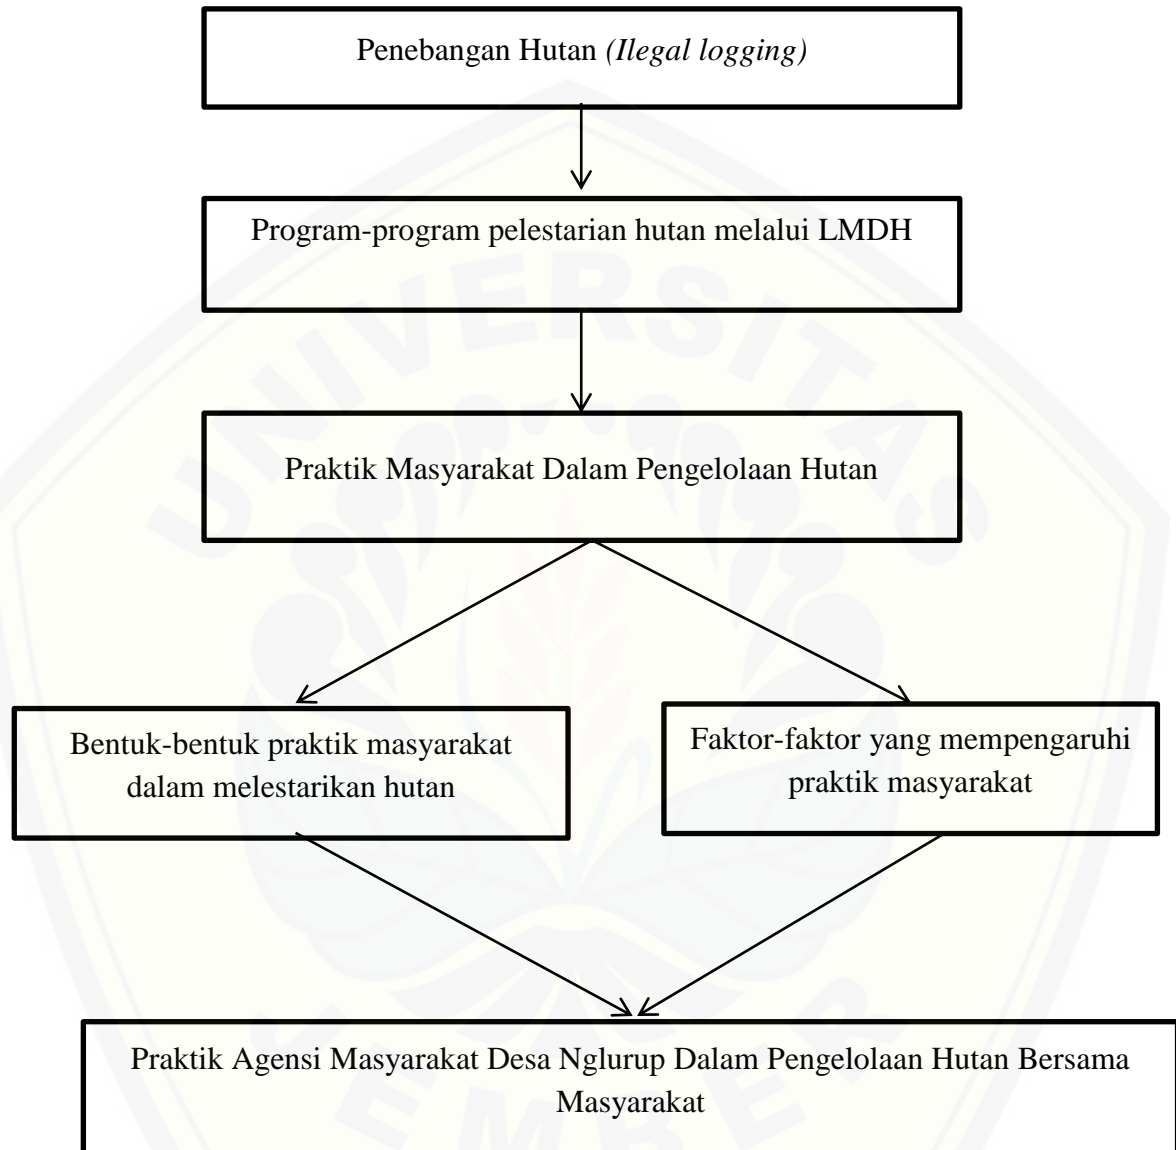 Penebangan Hutan (Ilegal logging)
Program-program pelestarian hutan melalui LMDH
Praktik Masyarakat Dalam Pengelolaan Hutan
Bentuk-bentuk praktik masyarakat
dalam melestarikan hutan
Faktor-faktor yang mempengaruhi
praktik masyarakat
Praktik Agensi Masyarakat Desa Nglurup Dalam Pengelolaan Hutan Bersama
Masyarakat
UNIVERSITAS
JEMBER